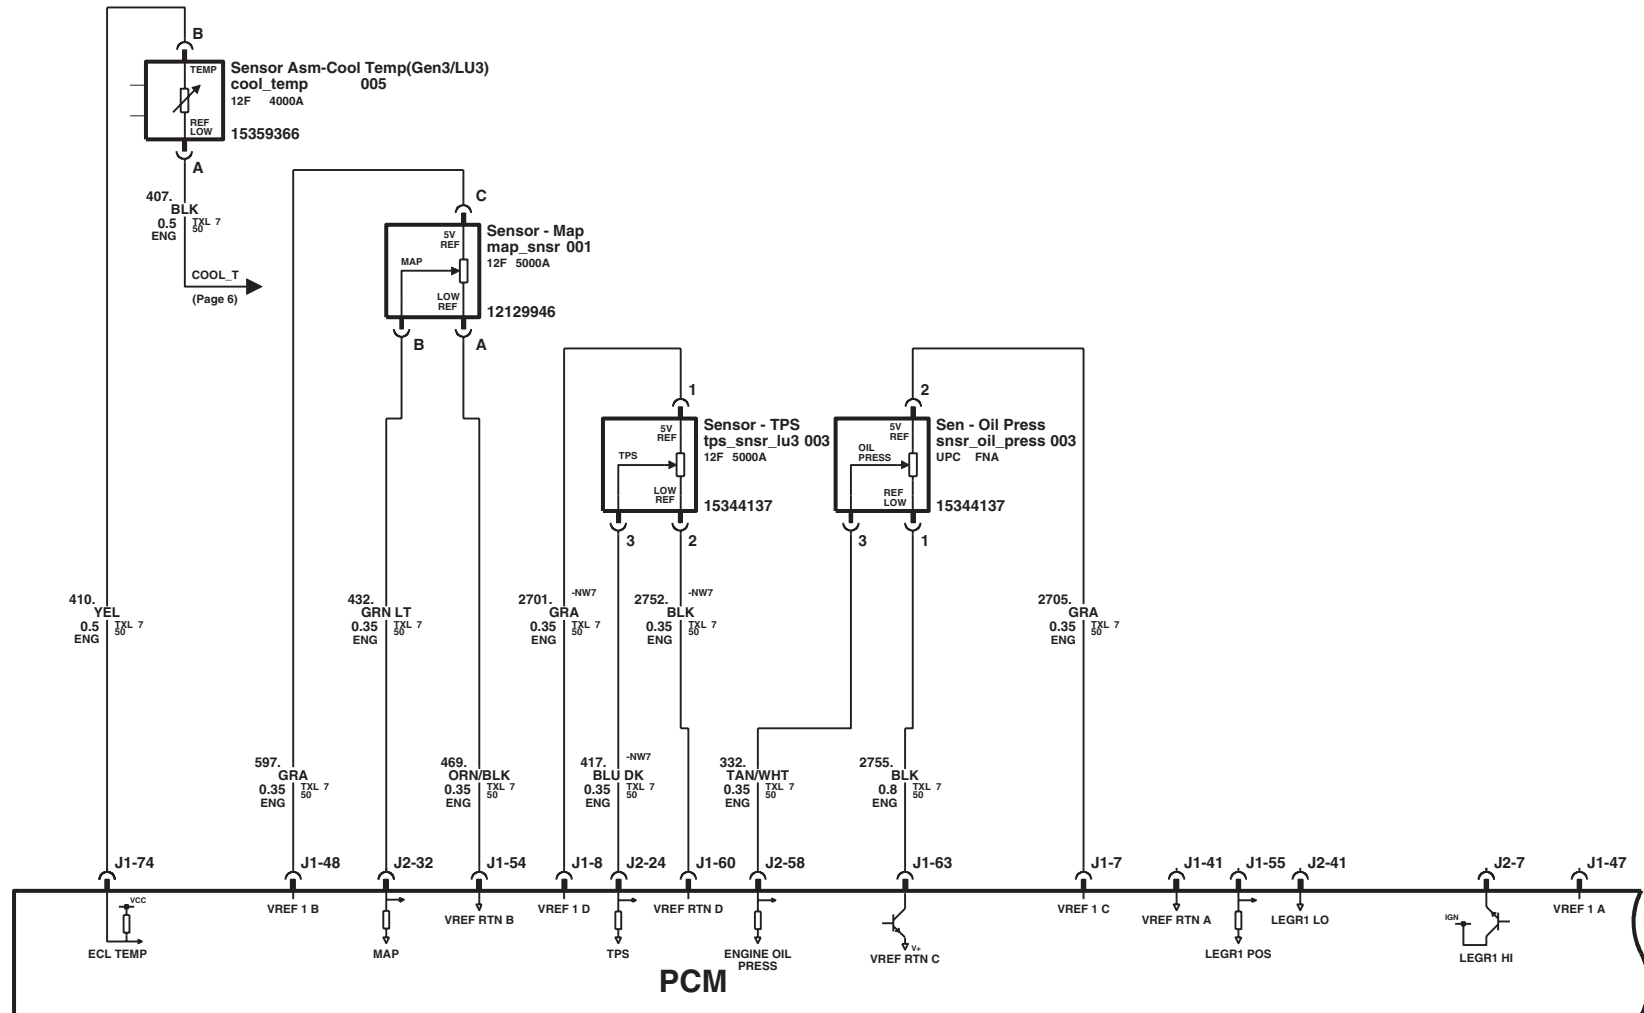 B
TEMP
REF
LOW
Sensor Asm-Cool Temp(Gen3/LU3)
cool_temp 005
12F 4000A
15359366
A
407.
BLK
0.5 TXL 7
ENG 50
COOL_T
(Page 6)
C
5V
REF
MAP
LOW
REF
Sensor - Map
map_snsr 001
12F 5000A
12129946
B A
1
5V
REF
TPS
LOW
REF
Sensor - TPS
tps_snsr_lu3 003
12F 5000A
15344137
3 2
2
5V
REF
OIL
PRESS
REF
LOW
Sen - Oil Press
snsr_oil_press 003
UPC FNA
15344137
3 1
410.
YEL
0.5 TXL 7
ENG 50
432.
GRN LT
0.35 TXL 7
ENG 50
2701. -NW7
GRA
0.35 TXL 7
ENG 50
2752. -NW7
BLK
0.35 TXL 7
ENG 50
2705.
GRA
0.35 TXL 7
ENG 50
597.
GRA
0.35 TXL 7
ENG 50
469.
ORN/BLK
0.35 TXL 7
ENG 50
417. -NW7
BLU DK
0.35 TXL 7
ENG 50
332.
TAN/WHT
0.35 TXL 7
ENG 50
2755.
BLK
0.8 TXL 7
ENG 50
J1-74 J1-48 J2-32 J1-54 J1-8 J2-24 J1-60 J2-58 J1-63 J1-7 J1-41 J1-55 J2-41 J2-7 J1-47
VCC
ECL TEMP
VREF 1 B
MAP
VREF RTN B
VREF 1 D
TPS
VREF RTN D
ENGINE OIL
PRESS
V+
VREF RTN C
VREF 1 C
VREF RTN A
LEGR1 POS
LEGR1 LO
IGN
LEGR1 HI
VREF 1 A
PCM